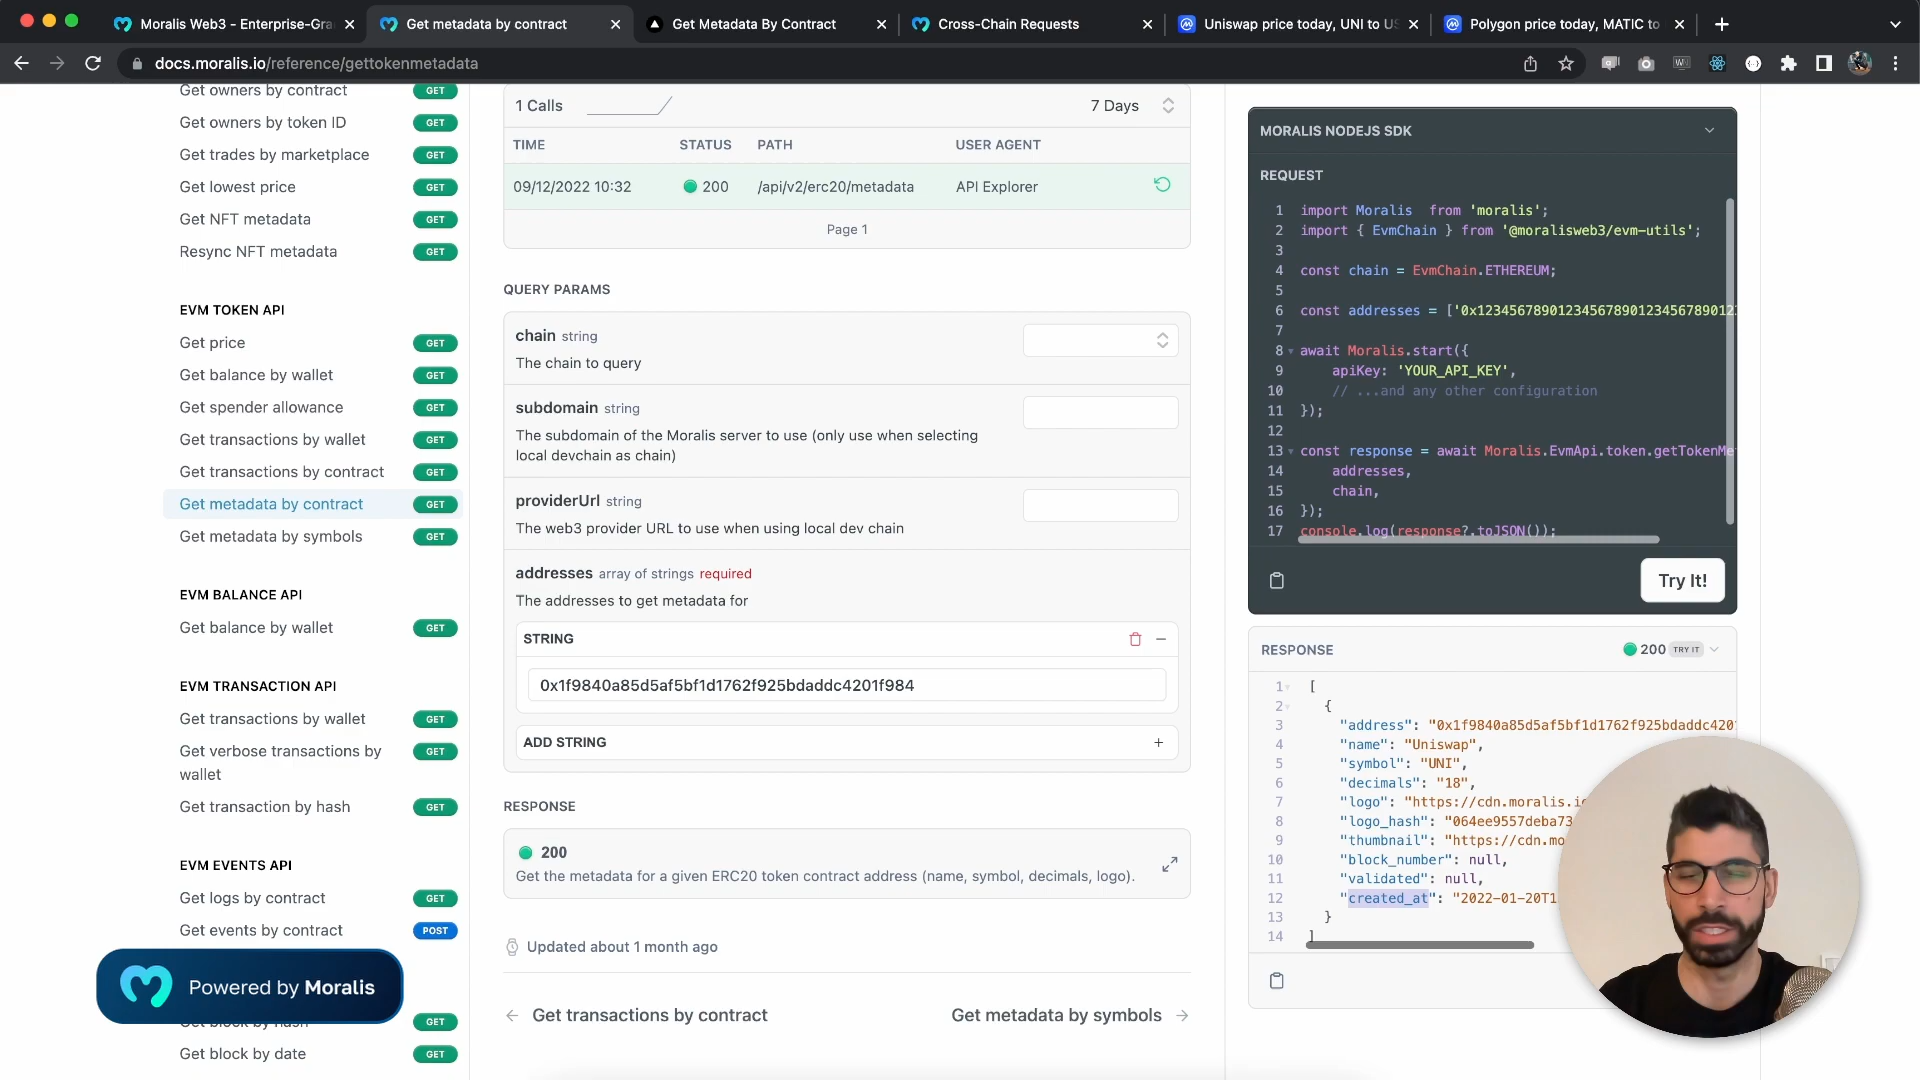 Moralis Web3 - Enterprise-Gra
Get metadata by contract
Get Metadata By Contract
Cross-Chain Requests
Uniswap price today, UNI to US
Polygon price today, MATIC to
docs.moralis.io/reference/gettokenmetadata
Get owners by contract GET
Get owners by token ID GET
Get trades by marketplace GET
Get lowest price GET
Get NFT metadata GET
Resync NFT metadata GET
EVM TOKEN API
Get price GET
Get balance by wallet GET
Get spender allowance GET
Get transactions by wallet GET
Get transactions by contract GET
Get metadata by contract GET
Get metadata by symbols GET
EVM BALANCE API
Get balance by wallet GET
EVM TRANSACTION API
Get transactions by wallet GET
Get verbose transactions by GET
wallet
Get transaction by hash GET
EVM EVENTS API
Get logs by contract GET
Get events by contract POST
Powered by Moralis
Get block by hash GET
Get block by date GET
1 Calls 7 Days
TIME STATUS PATH USER AGENT
09/12/2022 10:32 200 /api/v2/erc20/metadata API Explorer
Page 1
QUERY PARAMS
chain string
The chain to query
subdomain string
The subdomain of the Moralis server to use (only use when selecting
local devchain as chain)
providerUrl string
The web3 provider URL to use when using local dev chain
addresses array of strings required
The addresses to get metadata for
STRING
0x1f9840a85d5af5bf1d1762f925bdaddc4201f984
ADD STRING
RESPONSE
200
Get the metadata for a given ERC20 token contract address (name, symbol, decimals, logo).
Updated about 1 month ago
Get transactions by contract
Get metadata by symbols
MORALIS NODEJS SDK
REQUEST
1 import Moralis from 'moralis';
2 import { EvmChain } from '@moralisweb3/evm-utils';
3
4 const chain = EvmChain.ETHEREUM;
5
6 const addresses = ['0x1234567890123456789012345678901 2
7
8 await Moralis.start({
9 apiKey: 'YOUR_API_KEY',
10 // ...and any other configuration
11 });
12
13 const response = await Moralis.EvmApi.token.getTokenMe
14 addresses,
15 chain,
16 });
17 console.log(response?.toJSON());
Try It!
RESPONSE 200 TRY IT
1 [
2 {
3 "address": "0x1f9840a85d5af5bf1d1762f925bdaddc420
4 "name": "Uniswap",
5 "symbol": "UNI",
6 "decimals": "18",
7 "logo": "https://cdn.moralis.i
8 "logo_hash": "064ee9557deba73
9 "thumbnail": "https://cdn.mo
10 "block_number": null,
11 "validated": null,
12 "created_at": "2022-01-20T1
13 }
14 ]